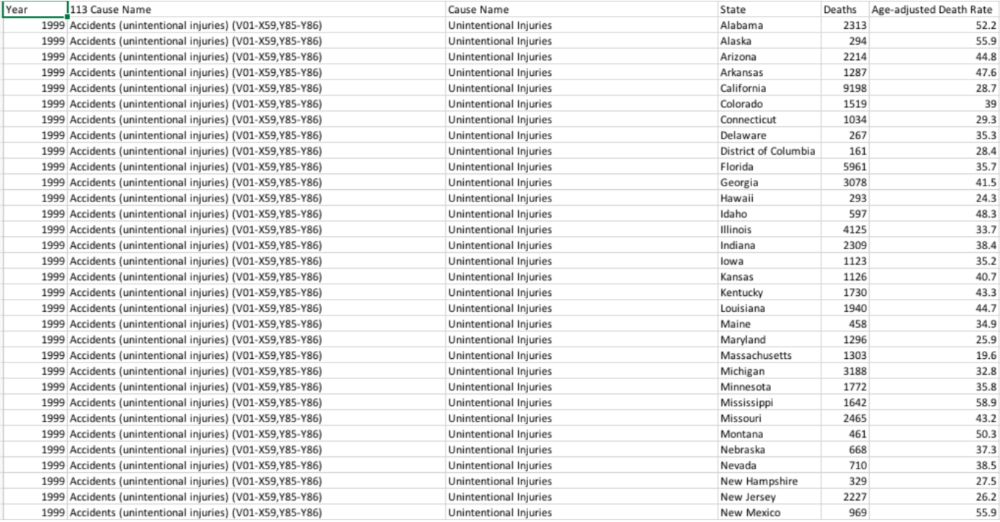 Year 113 Cause Name Cause Name State Deaths Age-adjusted Death Rate
1999 Accidents (unintentional injuries) (V01-X59,Y85-Y86) Unintentional Injuries Alabama 2313 52.2
1999 Accidents (unintentional injuries) (V01-X59,Y85-Y86) Unintentional Injuries Alaska 294 55.9
1999 Accidents (unintentional injuries) (V01-X59,Y85-Y86) Unintentional Injuries Arizona 2214 44.8
1999 Accidents (unintentional injuries) (V01-X59,Y85-Y86) Unintentional Injuries Arkansas 1287 47.6
1999 Accidents (unintentional injuries) (V01-X59,Y85-Y86) Unintentional Injuries California 9198 28.7
1999 Accidents (unintentional injuries) (V01-X59,Y85-Y86) Unintentional Injuries Colorado 1519 39
1999 Accidents (unintentional injuries) (V01-X59,Y85-Y86) Unintentional Injuries Connecticut 1034 29.3
1999 Accidents (unintentional injuries) (V01-X59,Y85-Y86) Unintentional Injuries Delaware 267 35.3
1999 Accidents (unintentional injuries) (V01-X59,Y85-Y86) Unintentional Injuries District of Columbia 161 28.4
1999 Accidents (unintentional injuries) (V01-X59,Y85-Y86) Unintentional Injuries Florida 5961 35.7
1999 Accidents (unintentional injuries) (V01-X59,Y85-Y86) Unintentional Injuries Georgia 3078 41.5
1999 Accidents (unintentional injuries) (V01-X59,Y85-Y86) Unintentional Injuries Hawaii 293 24.3
1999 Accidents (unintentional injuries) (V01-X59,Y85-Y86) Unintentional Injuries Idaho 597 48.3
1999 Accidents (unintentional injuries) (V01-X59,Y85-Y86) Unintentional Injuries Illinois 4125 33.7
1999 Accidents (unintentional injuries) (V01-X59,Y85-Y86) Unintentional Injuries Indiana 2309 38.4
1999 Accidents (unintentional injuries) (V01-X59,Y85-Y86) Unintentional Injuries Iowa 1123 35.2
1999 Accidents (unintentional injuries) (V01-X59,Y85-Y86) Unintentional Injuries Kansas 1126 40.7
1999 Accidents (unintentional injuries) (V01-X59,Y85-Y86) Unintentional Injuries Kentucky 1730 43.3
1999 Accidents (unintentional injuries) (V01-X59,Y85-Y86) Unintentional Injuries Louisiana 1940 44.7
1999 Accidents (unintentional injuries) (V01-X59,Y85-Y86) Unintentional Injuries Maine 458 34.9
1999 Accidents (unintentional injuries) (V01-X59,Y85-Y86) Unintentional Injuries Maryland 1296 25.9
1999 Accidents (unintentional injuries) (V01-X59,Y85-Y86) Unintentional Injuries Massachusetts 1303 19.6
1999 Accidents (unintentional injuries) (V01-X59,Y85-Y86) Unintentional Injuries Michigan 3188 32.8
1999 Accidents (unintentional injuries) (V01-X59,Y85-Y86) Unintentional Injuries Minnesota 1772 35.8
1999 Accidents (unintentional injuries) (V01-X59,Y85-Y86) Unintentional Injuries Mississippi 1642 58.9
1999 Accidents (unintentional injuries) (V01-X59,Y85-Y86) Unintentional Injuries Missouri 2465 43.2
1999 Accidents (unintentional injuries) (V01-X59,Y85-Y86) Unintentional Injuries Montana 461 50.3
1999 Accidents (unintentional injuries) (V01-X59,Y85-Y86) Unintentional Injuries Nebraska 668 37.3
1999 Accidents (unintentional injuries) (V01-X59,Y85-Y86) Unintentional Injuries Nevada 710 38.5
1999 Accidents (unintentional injuries) (V01-X59,Y85-Y86) Unintentional Injuries New Hampshire 329 27.5
1999 Accidents (unintentional injuries) (V01-X59,Y85-Y86) Unintentional Injuries New Jersey 2227 26.2
1999 Accidents (unintentional injuries) (V01-X59,Y85-Y86) Unintentional Injuries New Mexico 969 55.9